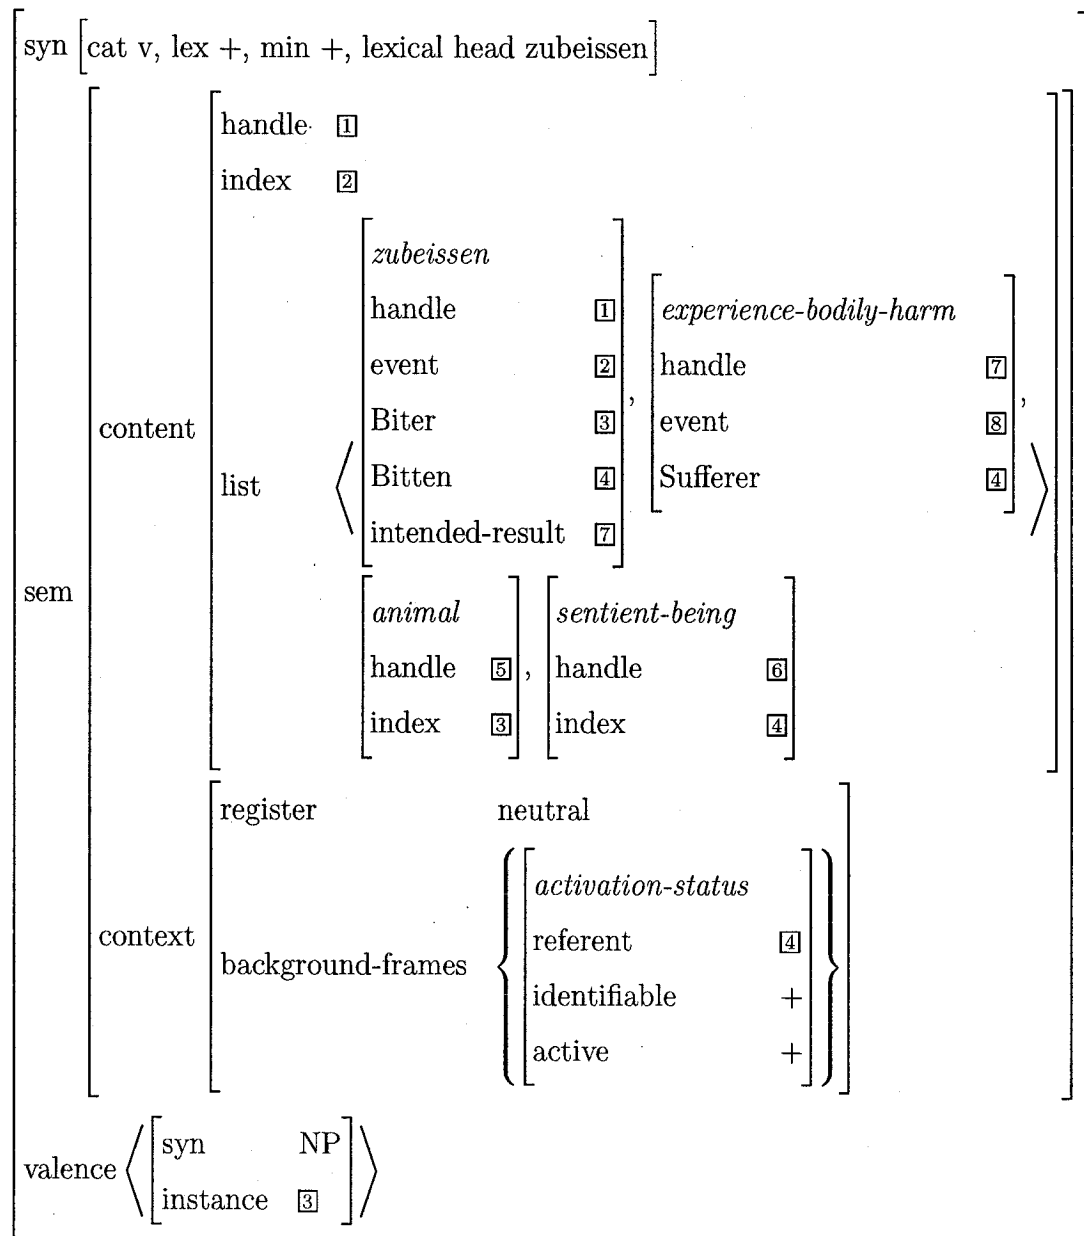 syn [cat v, lex +, min +, lexical head zubeissen]
handle 1
index 2
zubeissen
handle 1
experience-bodily-harm
event 2
handle 7
Biter 3
event 8
content
Bitten 4
Sufferer 4
list
intended-result 7
sem
animal
sentient-being
handle 5
handle 6
index 3
index 4
register neutral
activation-status
context
referent 4
background-frames
identifiable +
active +
syn NP
valence
instance 3